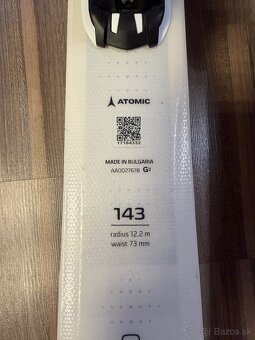 ATOMIC
17164332
MADE IN BULGARIA
AA0027678 G3
143
radius 12.2 m
waist 73 mm
bazos.sk